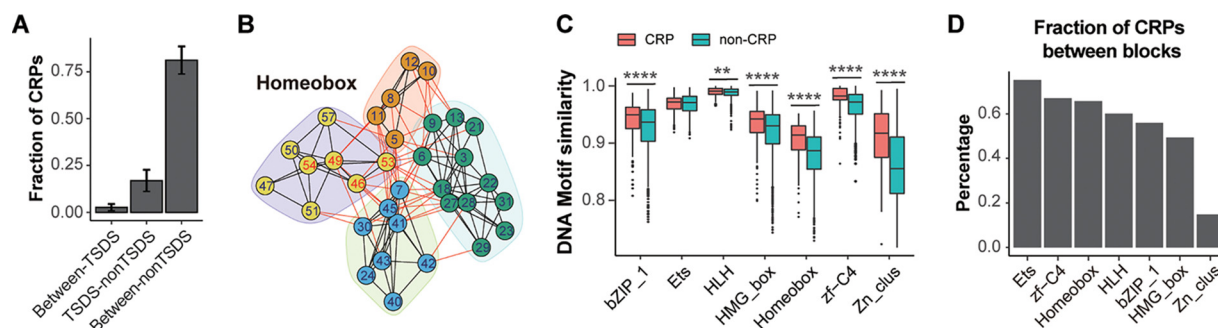 A
Fraction of CRPs
0.75
0.50
0.25
0.00
Between-TSDS
TSDS-nonTSDS
Between-nonTSDS
B
Homeobox
12
10
8
11
5
57
50
54
49
53
47
46
51
9
13
21
6
3
22
18
27
28
31
23
29
7
45
30
41
43
42
24
40
C
CRP
non-CRP
DNA Motif similarity
1.0
0.9
0.8
****
**
****
****
****
****
bZIP_1
Ets
HLH
HMG_box
Homeobox
zf-C4
Zn_clus
D
Fraction of CRPs
between blocks
Percentage
0.6
0.4
0.2
0.0
Ets
zf-C4
Homeobox
HLH
bZIP_1
HMG_box
Zn_clus